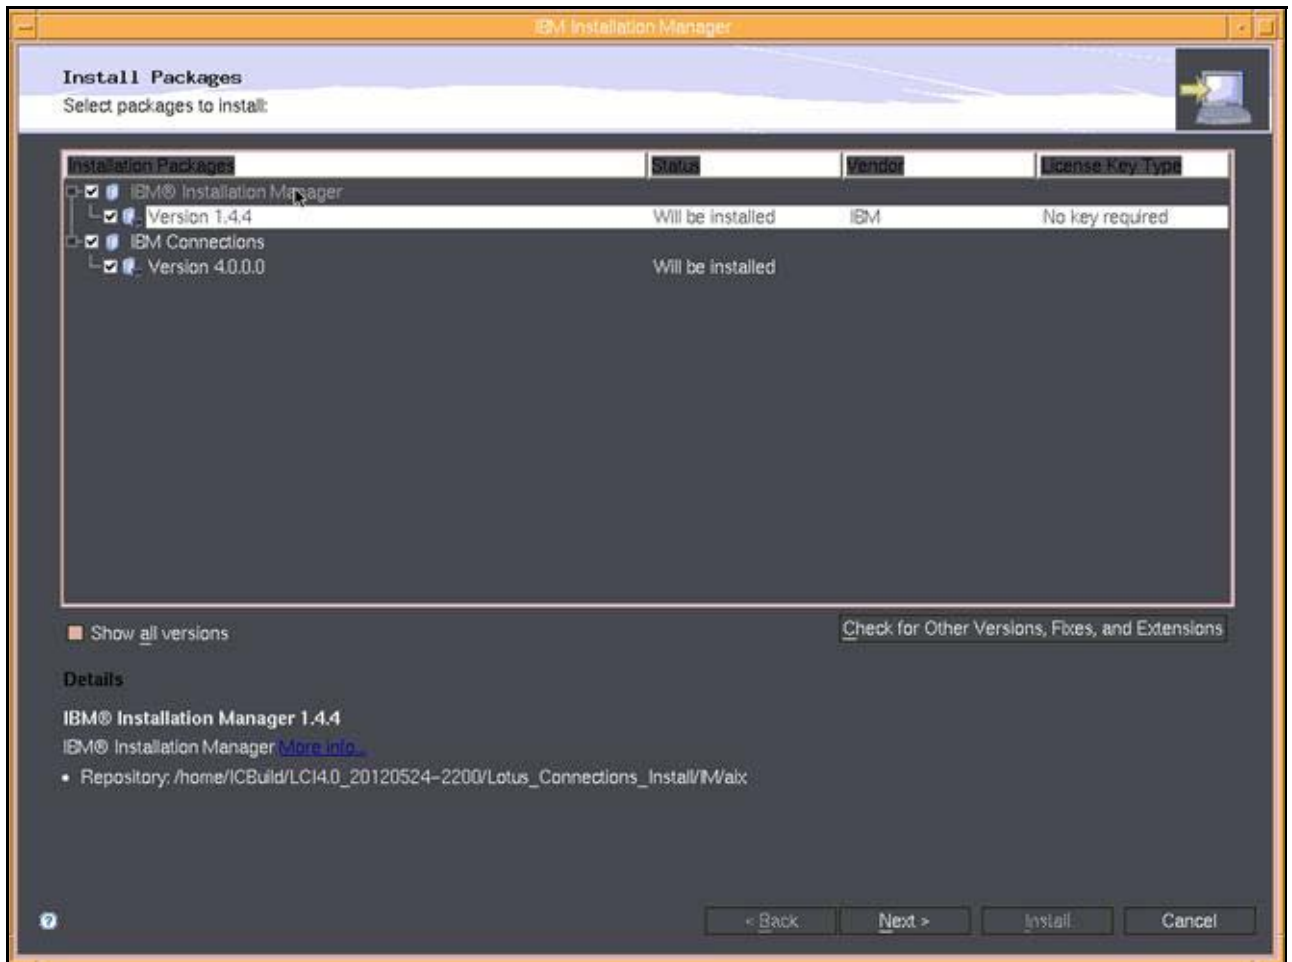 IBM Installation Manager
Install Packages
Select packages to install:
Installation Packages Status Vendor License Key Type
IBM® Installation Manager
Version 1.4.4 Will be installed IBM No key required
IBM Connections
Version 4.0.0.0 Will be installed
Show all versions Check for Other Versions, Fixes, and Extensions
Details
IBM® Installation Manager 1.4.4
IBM® Installation Manager More info...
• Repository: /home/ICBuild/LCI4.0_20120524-2200/Lotus_Connections_Install/IM/aix
< Back Next > Install Cancel